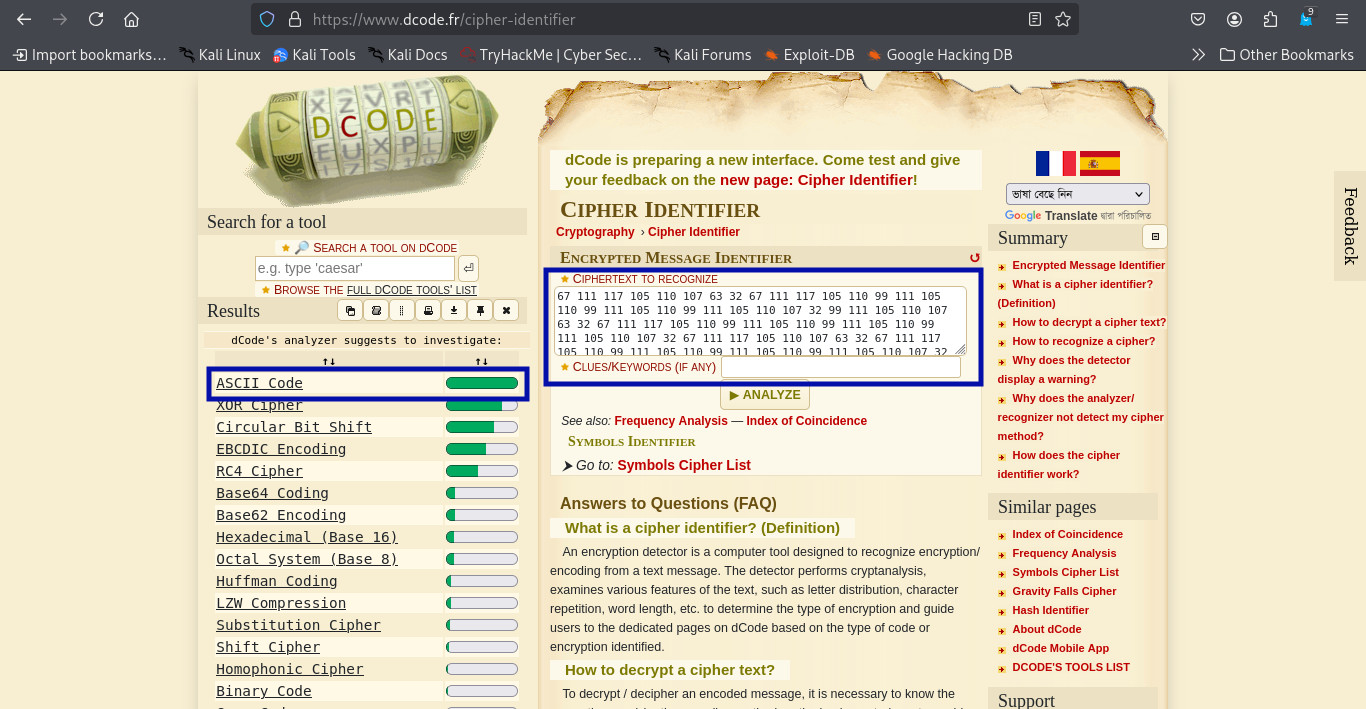 https://www.dcode.fr/cipher-identifier
9
Import bookmarks…
Kali Linux
Kali Tools
Kali Docs
TryHackMe | Cyber Sec…
Kali Forums
Exploit-DB
Google Hacking DB
Other Bookmarks
XZVRT
DCODE
EUXPL
Search for a tool
SEARCH A TOOL ON DCODE
e.g. type 'caesar'
BROWSE THE FULL DCODE TOOLS' LIST
Results
dCode's analyzer suggests to investigate:
↑↓ ↑↓
ASCII Code
XOR Cipher
Circular Bit Shift
EBCDIC Encoding
RC4 Cipher
Base64 Coding
Base62 Encoding
Hexadecimal (Base 16)
Octal System (Base 8)
Huffman Coding
LZW Compression
Substitution Cipher
Shift Cipher
Homophonic Cipher
Binary Code
dCode is preparing a new interface. Come test and give
your feedback on the new page: Cipher Identifier!
CIPHER IDENTIFIER
Cryptography › Cipher Identifier
ENCRYPTED MESSAGE IDENTIFIER
CIPHERTEXT TO RECOGNIZE
67 111 117 105 110 107 63 32 67 111 117 105 110 99 111 105
110 99 111 105 110 99 111 105 110 107 32 99 111 105 110 107
63 32 67 111 117 105 110 99 111 105 110 99 111 105 110 99
111 105 110 107 32 67 111 117 105 110 107 63 32 67 111 117
105 110 99 111 105 110 99 111 105 110 99 111 105 110 107 32
CLUES/KEYWORDS (IF ANY)
▶ ANALYZE
See also: Frequency Analysis — Index of Coincidence
SYMBOLS IDENTIFIER
⮞ Go to: Symbols Cipher List
Answers to Questions (FAQ)
What is a cipher identifier? (Definition)
An encryption detector is a computer tool designed to recognize encryption/
encoding from a text message. The detector performs cryptanalysis,
examines various features of the text, such as letter distribution, character
repetition, word length, etc. to determine the type of encryption and guide
users to the dedicated pages on dCode based on the type of code or
encryption identified.
How to decrypt a cipher text?
To decrypt / decipher an encoded message, it is necessary to know the
ভাষা বেছে নিন
Google Translate দ্বারা পরিচালিত
Summary
Encrypted Message Identifier
What is a cipher identifier?
(Definition)
How to decrypt a cipher text?
How to recognize a cipher?
Why does the detector
display a warning?
Why does the analyzer/
recognizer not detect my cipher
method?
How does the cipher
identifier work?
Similar pages
Index of Coincidence
Frequency Analysis
Symbols Cipher List
Gravity Falls Cipher
Hash Identifier
About dCode
dCode Mobile App
DCODE'S TOOLS LIST
Support
Feedback